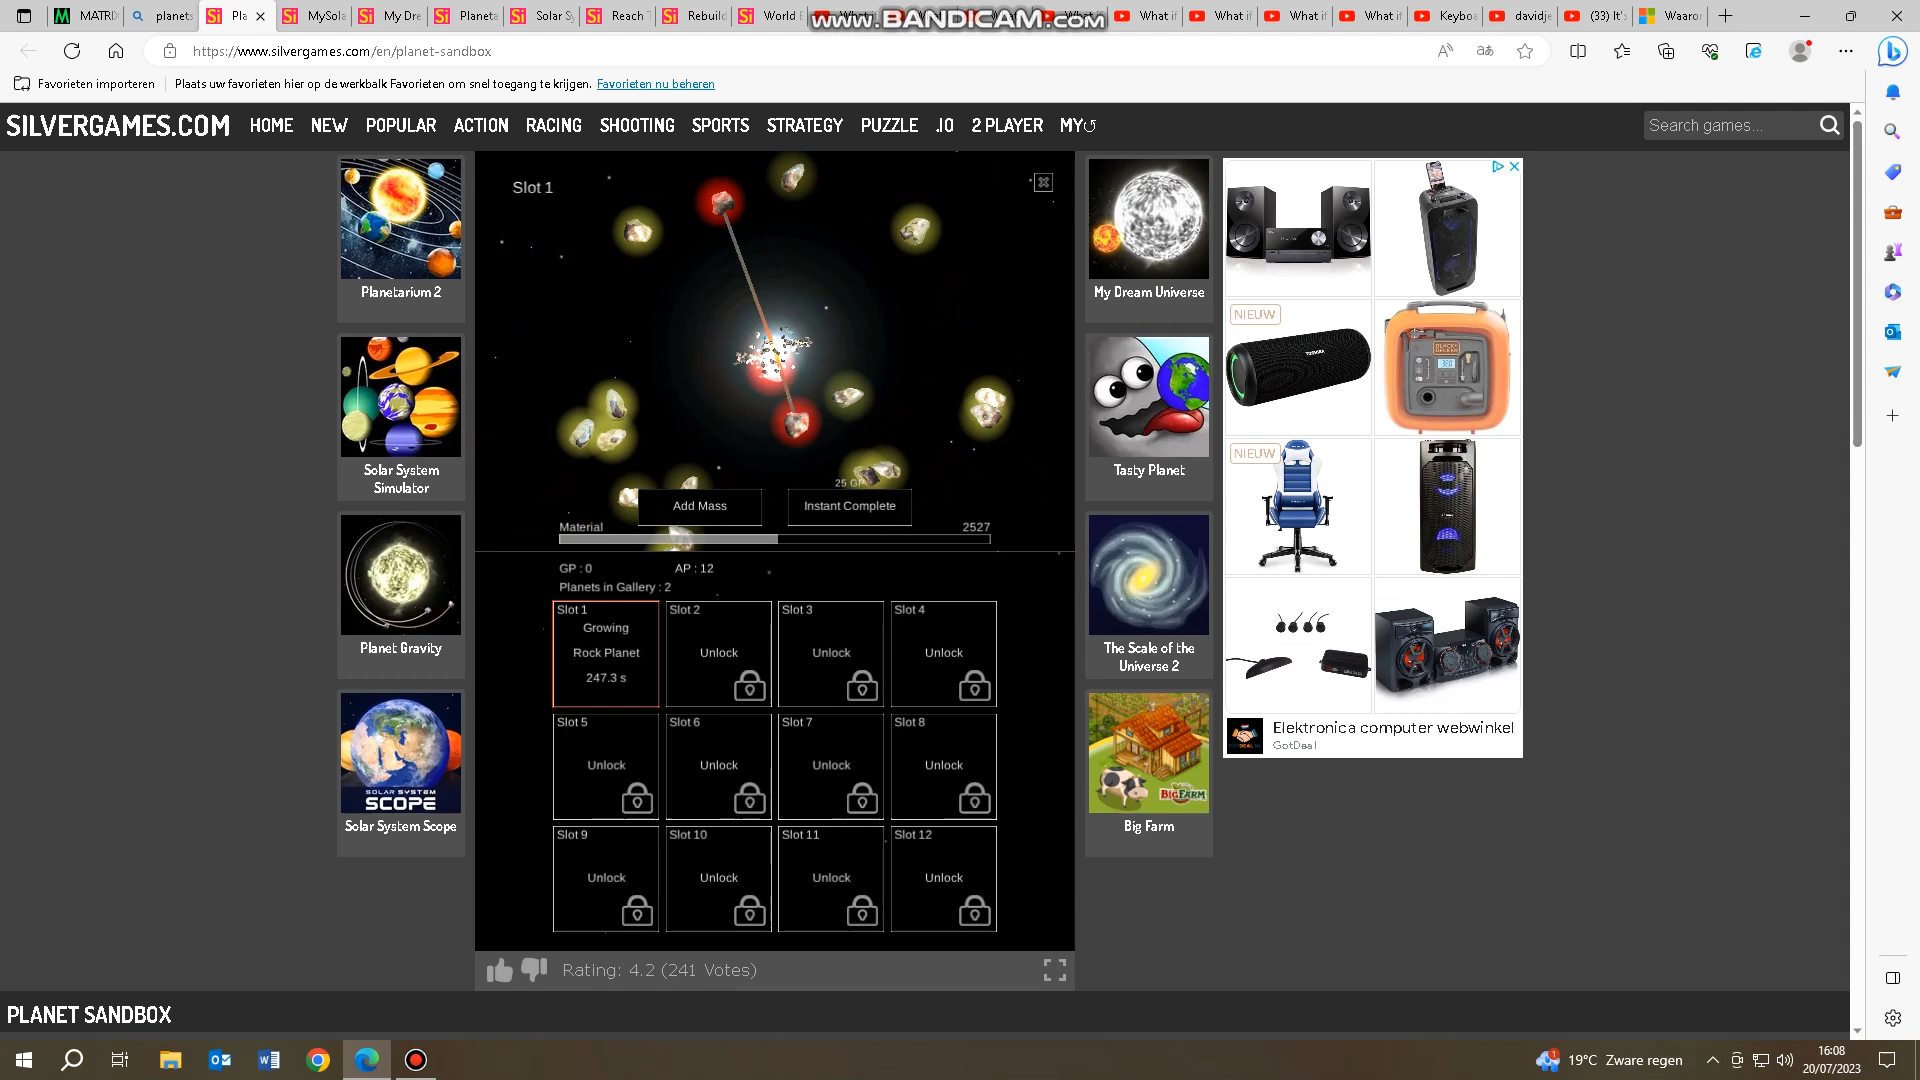 MATRI
planets
Pla
MySola
My Dre
Planeta
Solar Sy
Reach T
Rebuild
World
What if
What if
What if
What if
Keyboa
davidje
(33) It's
Waaror
WWW.BANDICAM.COM
https://www.silvergames.com/en/planet-sandbox
Favorieten importeren
Plaats uw favorieten hier op de werkbalk Favorieten om snel toegang te krijgen. Favorieten nu beheren
SILVERGAMES.COM HOME NEW POPULAR ACTION RACING SHOOTING SPORTS STRATEGY PUZZLE .IO 2 PLAYER MY
Search games...
Planetarium 2
Solar System
Simulator
Planet Gravity
SOLAR SYSTEM
SCOPE
Solar System Scope
Slot 1
25 GP
Add Mass
Instant Complete
Material
2527
GP : 0
AP : 12
Planets in Gallery : 2
Slot 1
Growing
Rock Planet
247.3 s
Slot 2
Unlock
Slot 3
Unlock
Slot 4
Unlock
Slot 5
Unlock
Slot 6
Unlock
Slot 7
Unlock
Slot 8
Unlock
Slot 9
Unlock
Slot 10
Unlock
Slot 11
Unlock
Slot 12
Unlock
Rating: 4.2 (241 Votes)
My Dream Universe
Tasty Planet
The Scale of the
Universe 2
BIGFARM
Big Farm
NIEUW
TOSHIBA
BLACK+
DECKER
NIEUW
Elektronica computer webwinkel
GotDeal
PLANET SANDBOX
1
19°C Zware regen
16:08
20/07/2023